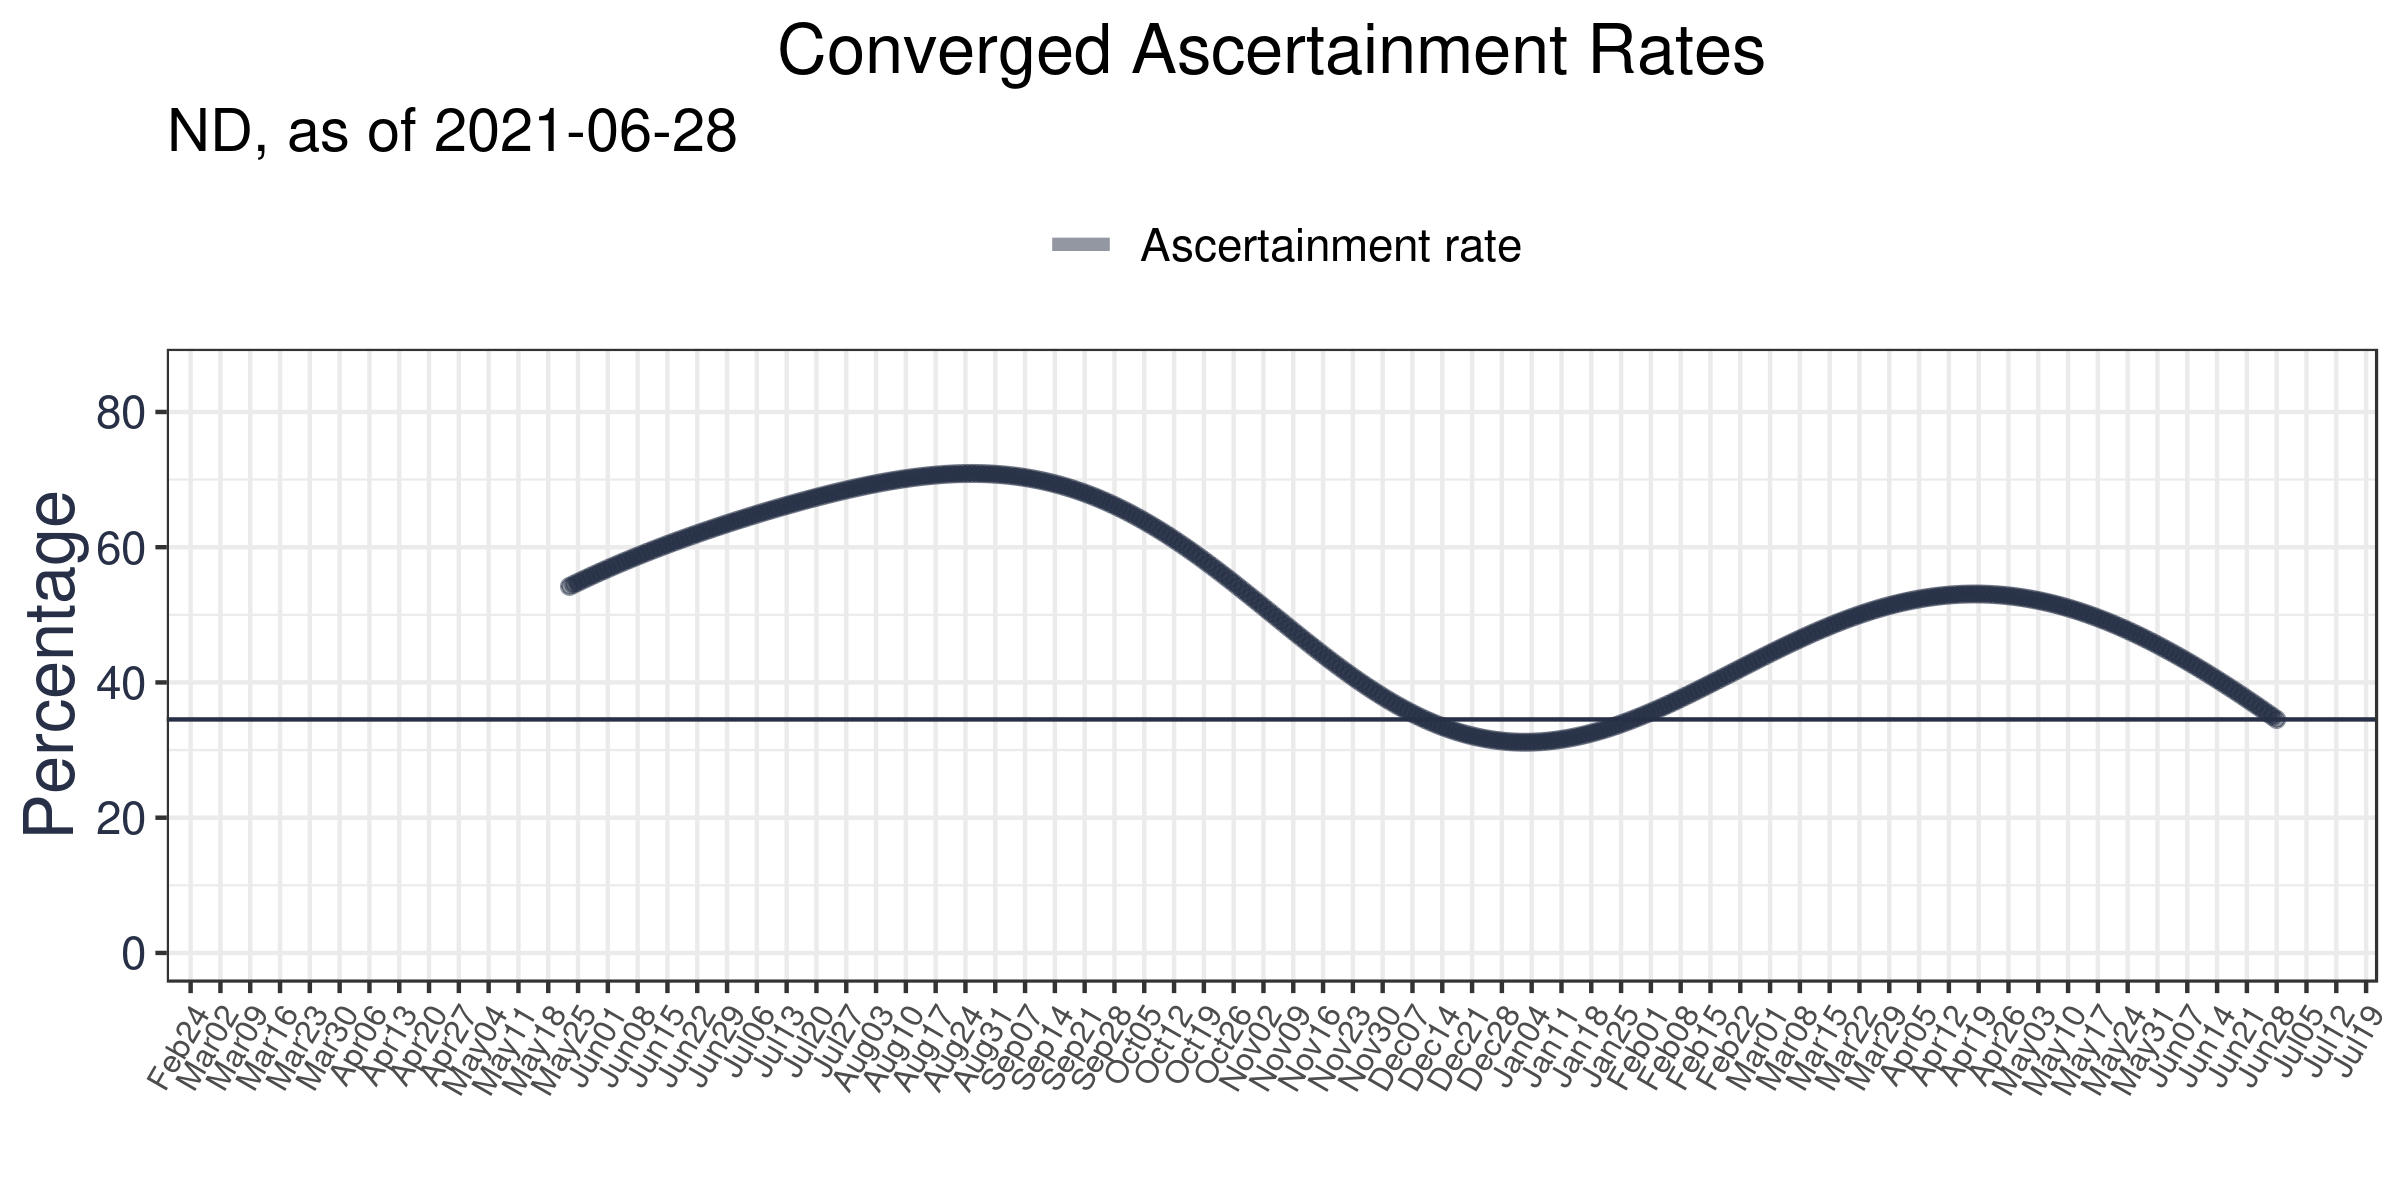 Converged Ascertainment Rates
ND, as of 2021-06-28
Ascertainment rate
Percentage
80
60
40
20
0
Feb24
Mar02
Mar09
Mar16
Mar23
Mar30
Apr06
Apr13
Apr20
Apr27
May04
May11
May18
May25
Jun01
Jun08
Jun15
Jun22
Jun29
Jul06
Jul13
Jul20
Jul27
Aug03
Aug10
Aug17
Aug24
Aug31
Sep07
Sep14
Sep21
Sep28
Oct05
Oct12
Oct19
Oct26
Nov02
Nov09
Nov16
Nov23
Nov30
Dec07
Dec14
Dec21
Dec28
Jan04
Jan11
Jan18
Jan25
Feb01
Feb08
Feb15
Feb22
Mar01
Mar08
Mar15
Mar22
Mar29
Apr05
Apr12
Apr19
Apr26
May03
May10
May17
May24
May31
Jun07
Jun14
Jun21
Jun28
Jul05
Jul12
Jul19